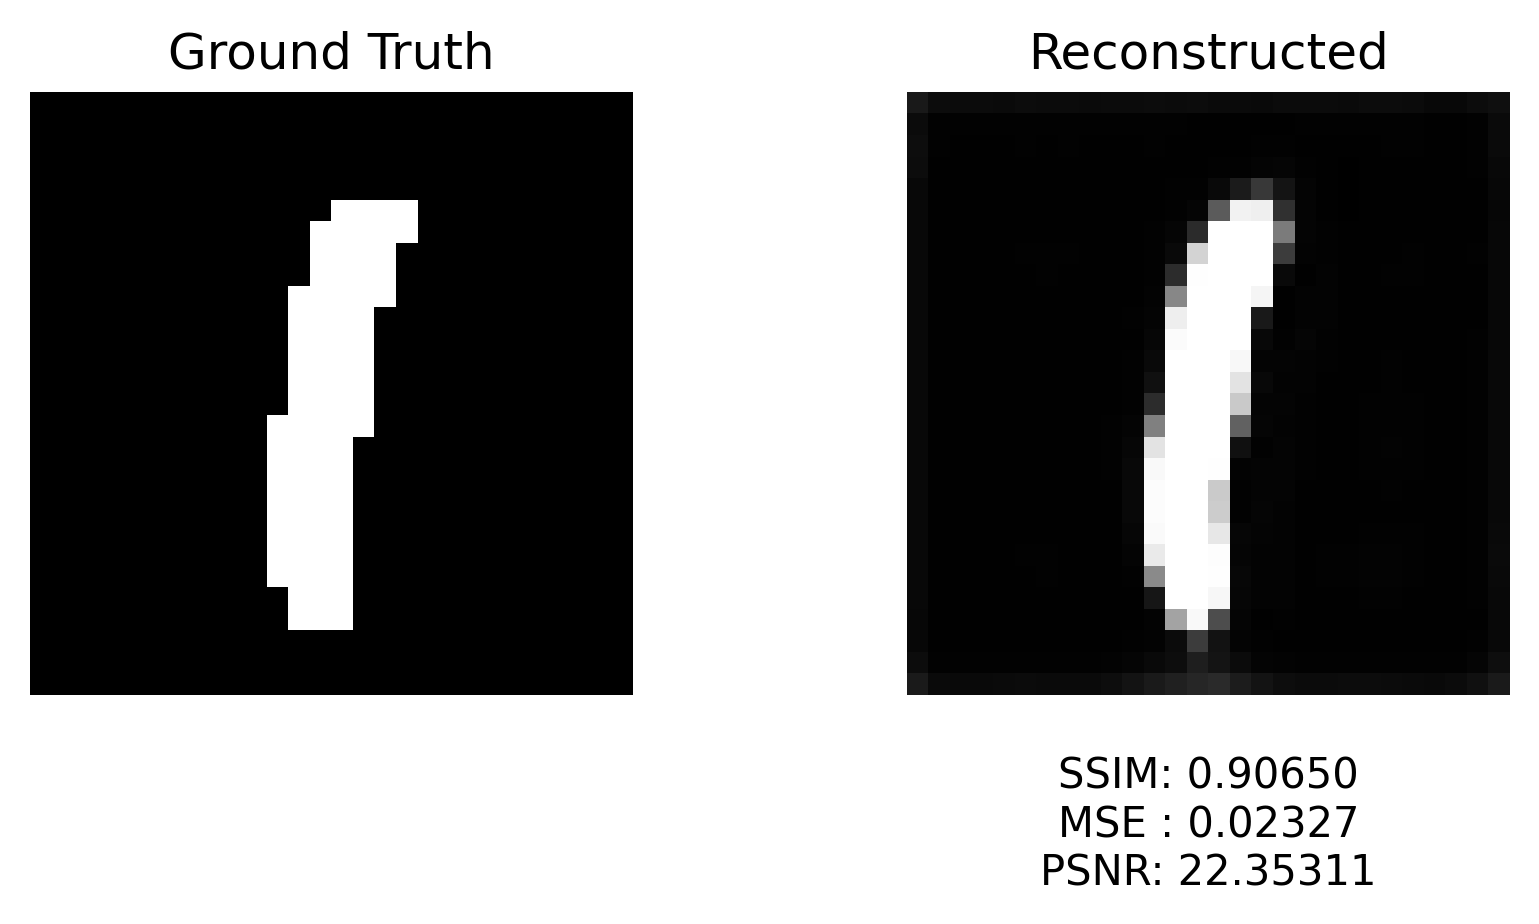 Ground Truth
Reconstructed
SSIM: 0.90650
MSE : 0.02327
PSNR: 22.35311